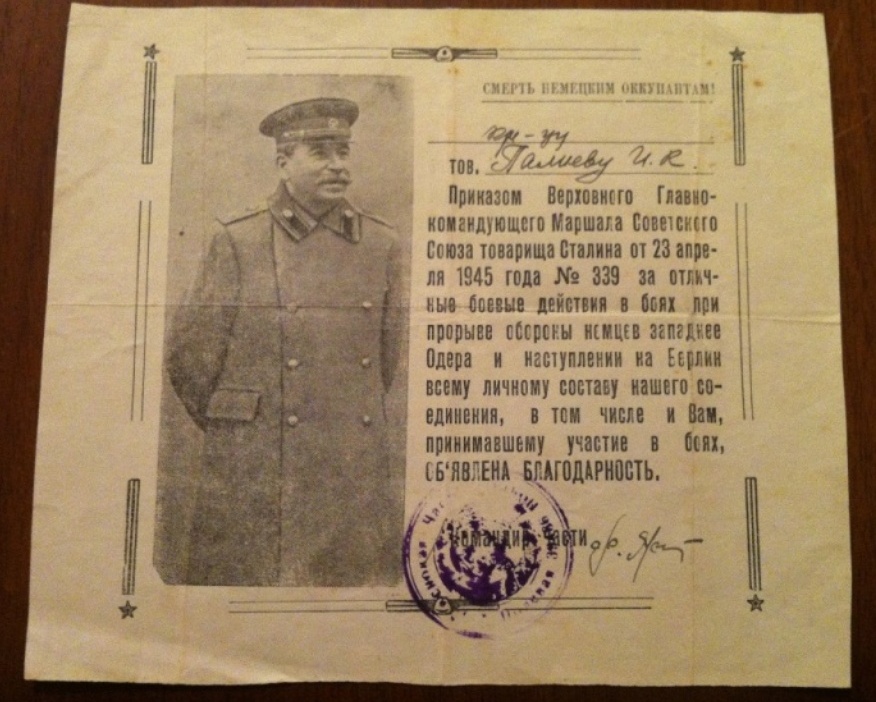 СМЕРТЬ НЕМЕЦКИМ ОККУПАНТАМ!
кр-цу
тов. Палиеву И. К.
Приказом Верховного Главно-
командующего Маршала Советского
Союза товарища Сталина от 23 апре-
ля 1945 года № 339 за отлич-
ные боевые действия в боях при
прорыве обороны немцев западнее
Одера и наступлении на Берлин
всему личному составу нашего со-
единения, в том числе и Вам,
принимавшему участие в боях,
ОБ‘ЯВЛЕНА БЛАГОДАРНОСТЬ.
Командир части